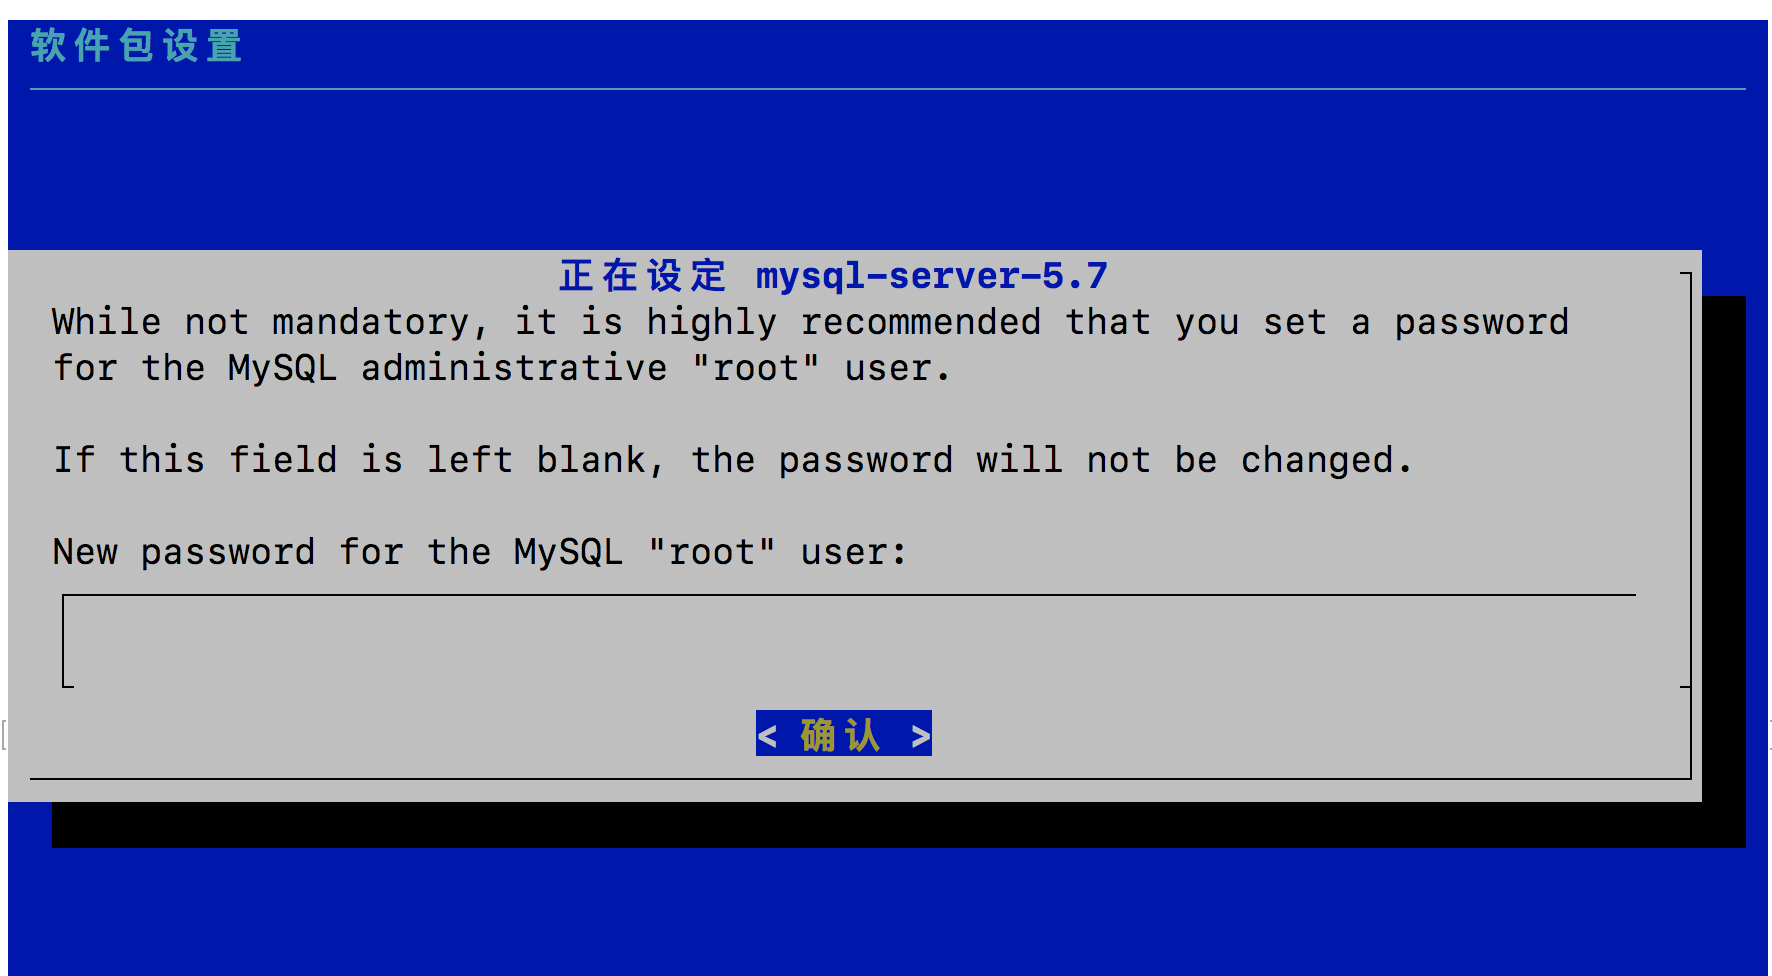 软件包设置
正在设定 mysql-server-5.7
While not mandatory, it is highly recommended that you set a password
for the MySQL administrative "root" user.
If this field is left blank, the password will not be changed.
New password for the MySQL "root" user:
< 确认 >